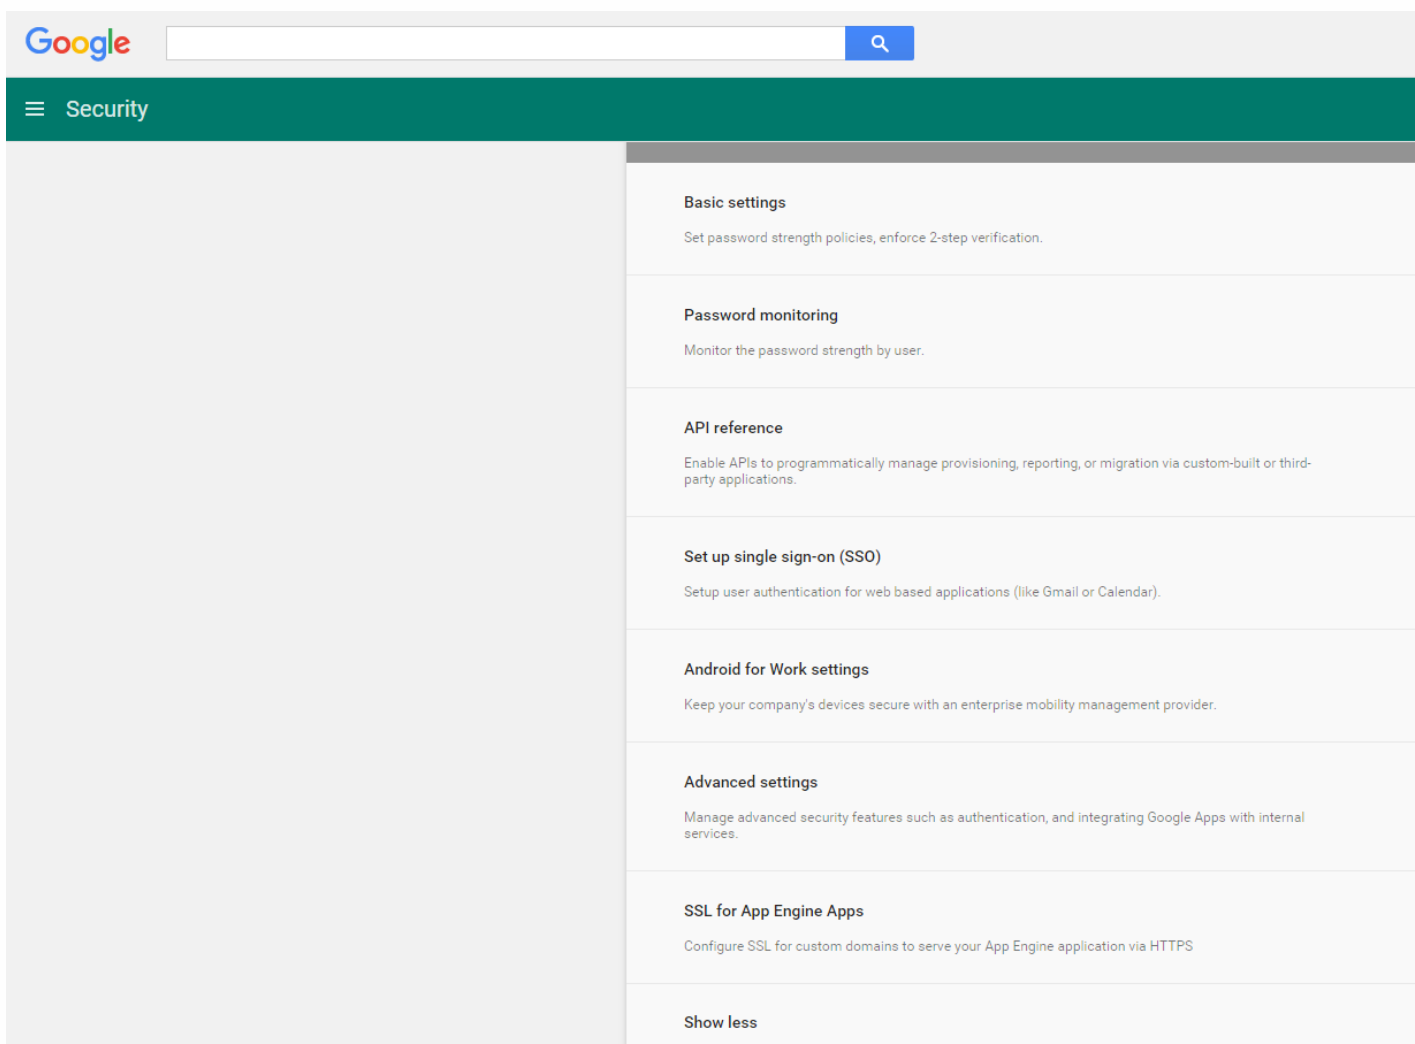 Google
Security
Basic settings
Set password strength policies, enforce 2-step verification.
Password monitoring
Monitor the password strength by user.
API reference
Enable APIs to programmatically manage provisioning, reporting, or migration via custom-built or third-
party applications.
Set up single sign-on (SSO)
Setup user authentication for web based applications (like Gmail or Calendar).
Android for Work settings
Keep your company's devices secure with an enterprise mobility management provider.
Advanced settings
Manage advanced security features such as authentication, and integrating Google Apps with internal
services.
SSL for App Engine Apps
Configure SSL for custom domains to serve your App Engine application via HTTPS
Show less